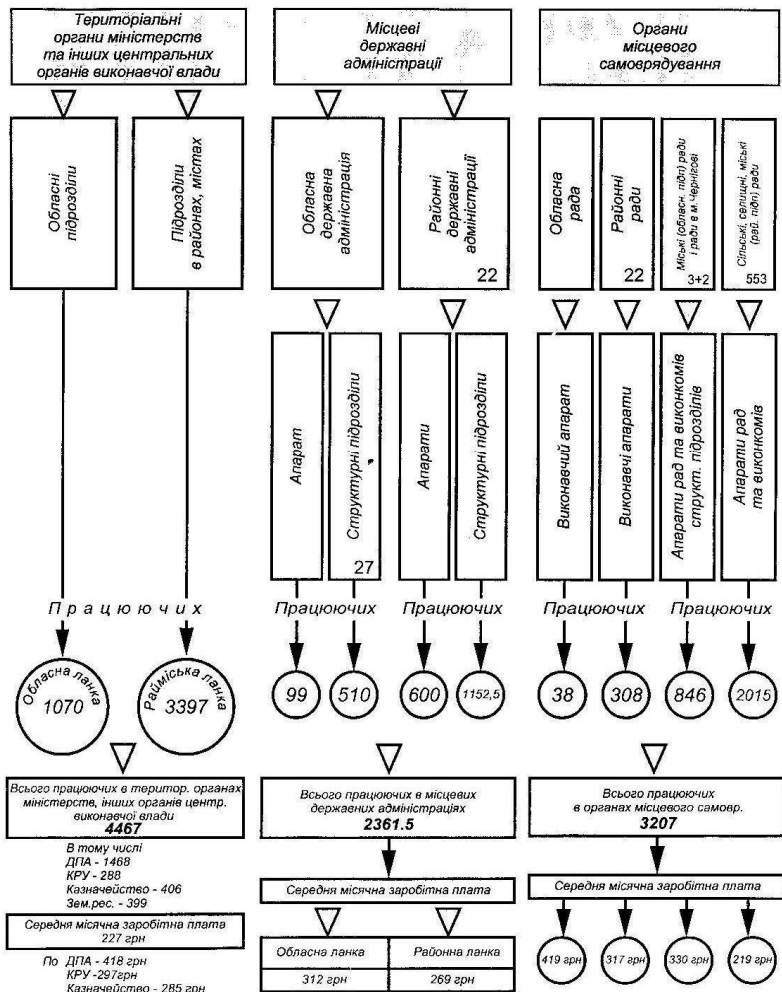 Територіальні
органи міністерств
та інших центральних
органів виконавчої влади
Місцеві
державні
адміністрації
Органи
місцевого
самоврядування
Обласні
підрозділи
Підрозділи
в районах, містах
Обласна
державна
адміністрація
Районні
державні
адміністрації
22
Обласна
рада
Районні
ради
22
Міські (обласн. підп) ради
і ради в м. Чернігові
3+2
Сільські, селищні, міські
(рай. підп) ради
553
Апарат
Структурні підрозділи
27
Апарати
Структурні підрозділи
Виконавчий апарат
Виконавчі апарати
Апарати рад та виконкомів
структ. підрозділів
Апарати рад
та виконкомів
Працюючих
Працюючих
Працюючих
Працюючих
Працюючих
Обласна ланка
1070
Райміська ланка
3397
99
510
600
1152,5
38
308
846
2015
Всього працюючих в територ. органах
міністерств, інших органів центр.
виконавчої влади
4467
Всього працюючих в місцевих
державних адміністраціях
2361.5
Всього працюючих
в органах місцевого самовр.
3207
В тому числі
ДПА - 1468
КРУ - 288
Казначейство - 406
Зем.рес. - 399
Середня місячна заробітна плата
227 грн
По ДПА - 418 грн
КРУ -297грн
Казначейство - 285 грн
Середня місячна заробітна плата
Обласна ланка
Районна ланка
312 грн
269 грн
Середня місячна заробітна плата
419 грн
317 грн
330 грн
219 грн